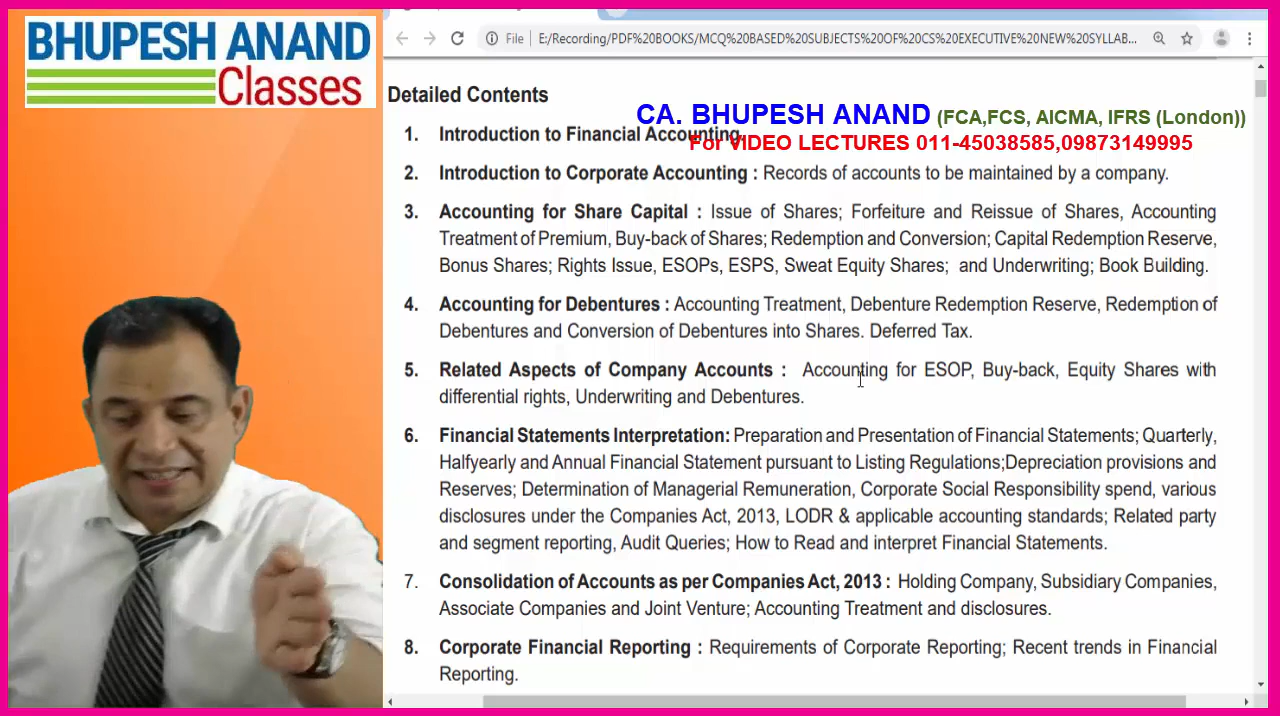 BHUPESH ANAND
Classes
File E:/Recording/PDF%20BOOKS/MCQ%20BASED%20SUBJECTS%20OF%20CS%20EXECUTIVE%20NEW%20SYLLAB...
Detailed Contents
CA. BHUPESH ANAND (FCA,FCS, AICMA, IFRS (London))
1. Introduction to Financial Accounting
For VIDEO LECTURES 011-45038585,09873149995
2. Introduction to Corporate Accounting : Records of accounts to be maintained by a company.
3. Accounting for Share Capital : Issue of Shares; Forfeiture and Reissue of Shares, Accounting
Treatment of Premium, Buy-back of Shares; Redemption and Conversion; Capital Redemption Reserve,
Bonus Shares; Rights Issue, ESOPs, ESPS, Sweat Equity Shares; and Underwriting; Book Building.
4. Accounting for Debentures : Accounting Treatment, Debenture Redemption Reserve, Redemption of
Debentures and Conversion of Debentures into Shares. Deferred Tax.
5. Related Aspects of Company Accounts : Accounting for ESOP, Buy-back, Equity Shares with
differential rights, Underwriting and Debentures.
6. Financial Statements Interpretation: Preparation and Presentation of Financial Statements; Quarterly,
Halfyearly and Annual Financial Statement pursuant to Listing Regulations;Depreciation provisions and
Reserves; Determination of Managerial Remuneration, Corporate Social Responsibility spend, various
disclosures under the Companies Act, 2013, LODR & applicable accounting standards; Related party
and segment reporting, Audit Queries; How to Read and interpret Financial Statements.
7. Consolidation of Accounts as per Companies Act, 2013 : Holding Company, Subsidiary Companies,
Associate Companies and Joint Venture; Accounting Treatment and disclosures.
8. Corporate Financial Reporting : Requirements of Corporate Reporting; Recent trends in Financial
Reporting.